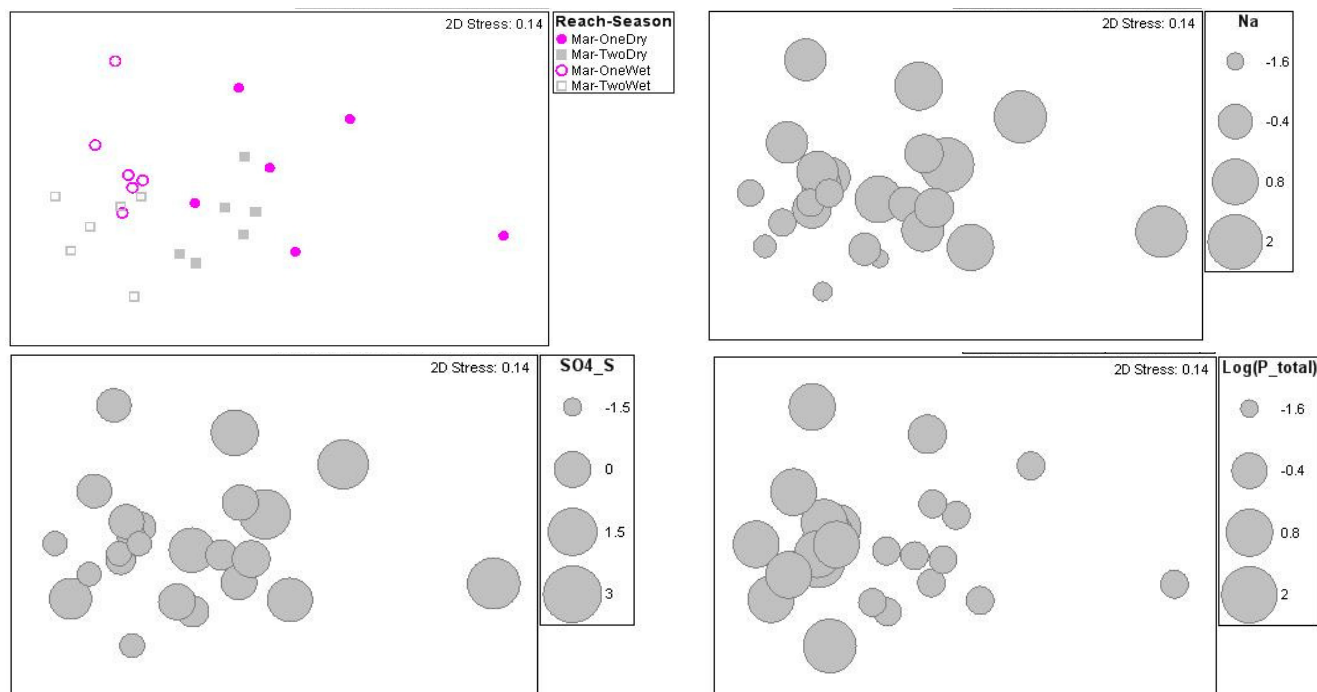 2D Stress: 0.14
Reach-Season
Mar-OneDry
Mar-TwoDry
Mar-OneWet
Mar-TwoWet
2D Stress: 0.14
Na
-1.6
-0.4
0.8
2
2D Stress: 0.14
SO4_S
-1.5
0
1.5
3
2D Stress: 0.14
Log(P_total)
-1.6
-0.4
0.8
2